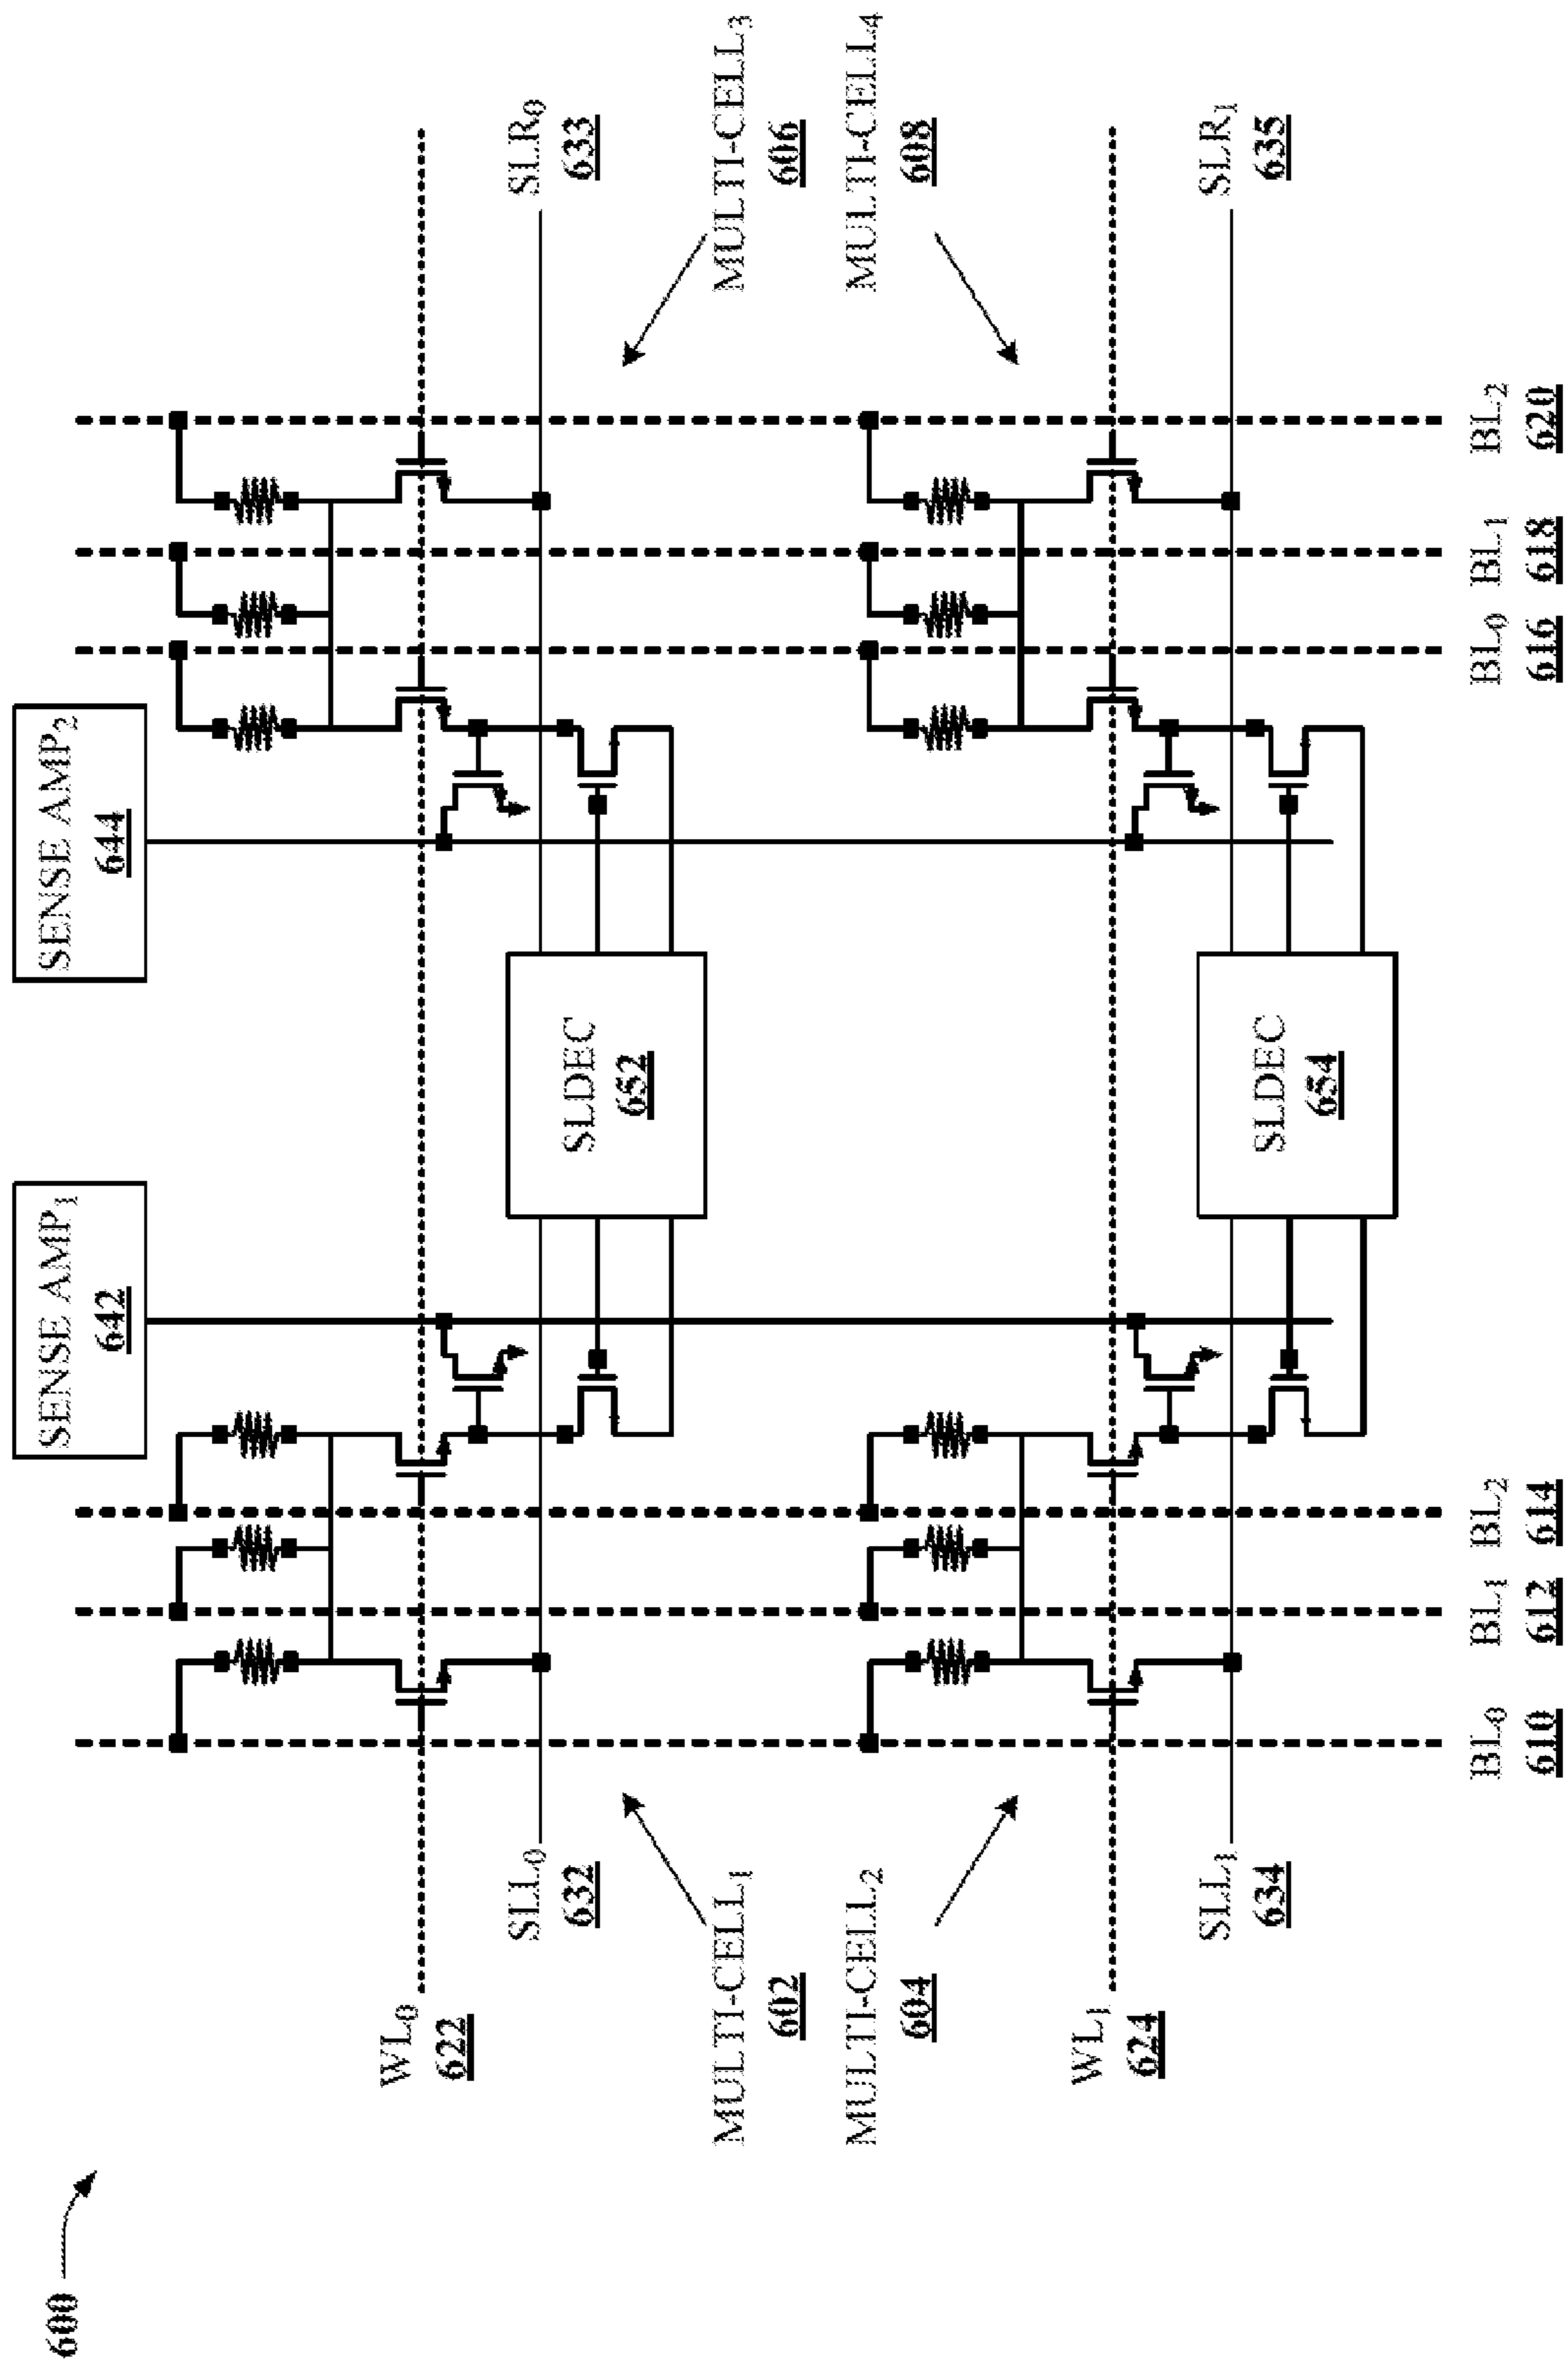 600
SENSE AMP1
642
SENSE AMP2
644
WL0
622
SLL0
632
SLDEC
652
SLR0
633
MULTI-CELL1
602
MULTI-CELL3
606
MULTI-CELL2
604
MULTI-CELL4
608
WL1
624
SLL1
634
SLDEC
654
SLR1
635
BL0
610
BL1
612
BL2
614
BL0
616
BL1
618
BL2
620